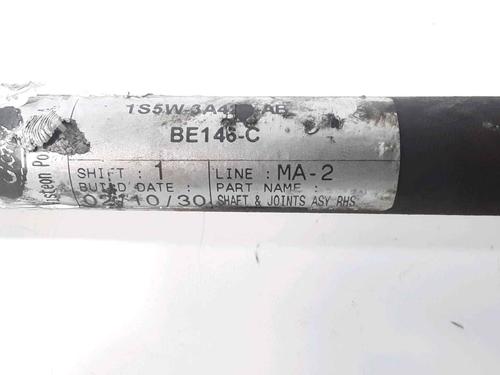 BE146-C
SHIFT : 1 LINE : MA-2
BUILD DATE : PART NAME :
02/10/30 SHAFT & JOINTS ASY RHS